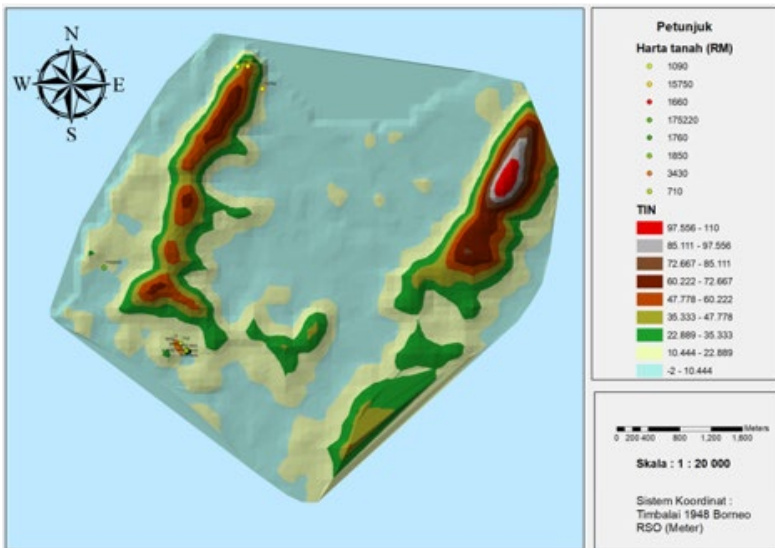 N
W E
S
Petunjuk
Harta tanah (RM)
1090
15750
1660
175220
1760
1850
3430
710
TIN
97.556 - 110
85.111 - 97.556
72.667 - 85.111
60.222 - 72.667
47.778 - 60.222
35.333 - 47.778
22.889 - 35.333
10.444 - 22.889
-2 - 10.444
Meters
0 200 400 800 1,200 1,600
Skala : 1 : 20 000
Sistem Koordinat :
Timbalai 1948 Borneo
RSO (Meter)